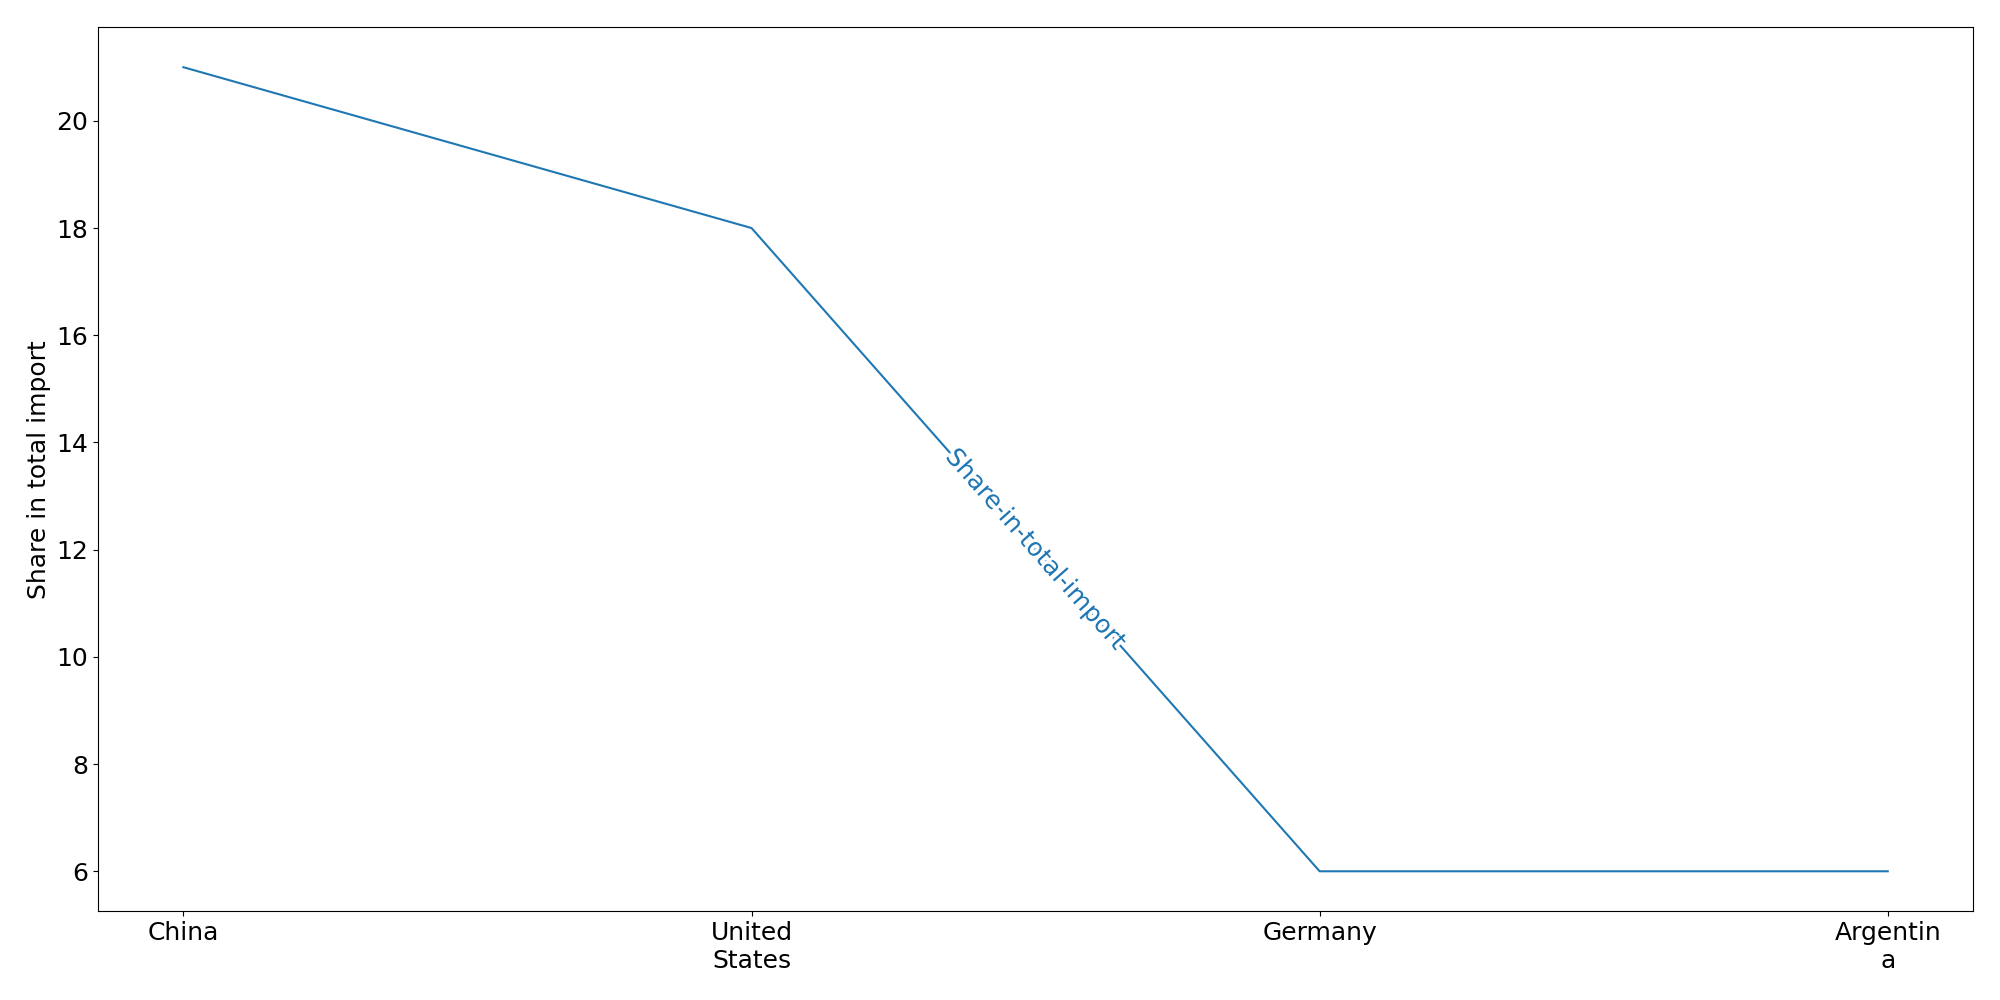 Share in total import
20
18
16
14
12
10
8
6
Share-in-total-import
China
United
States
Germany
Argentin
a